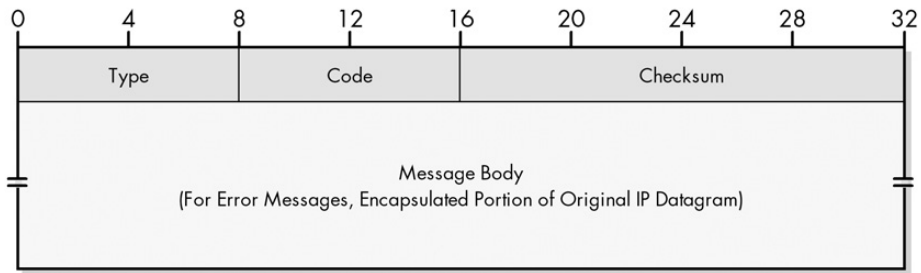 0 4 8 12 16 20 24 28 32
Type Code Checksum
Message Body
(For Error Messages, Encapsulated Portion of Original IP Datagram)